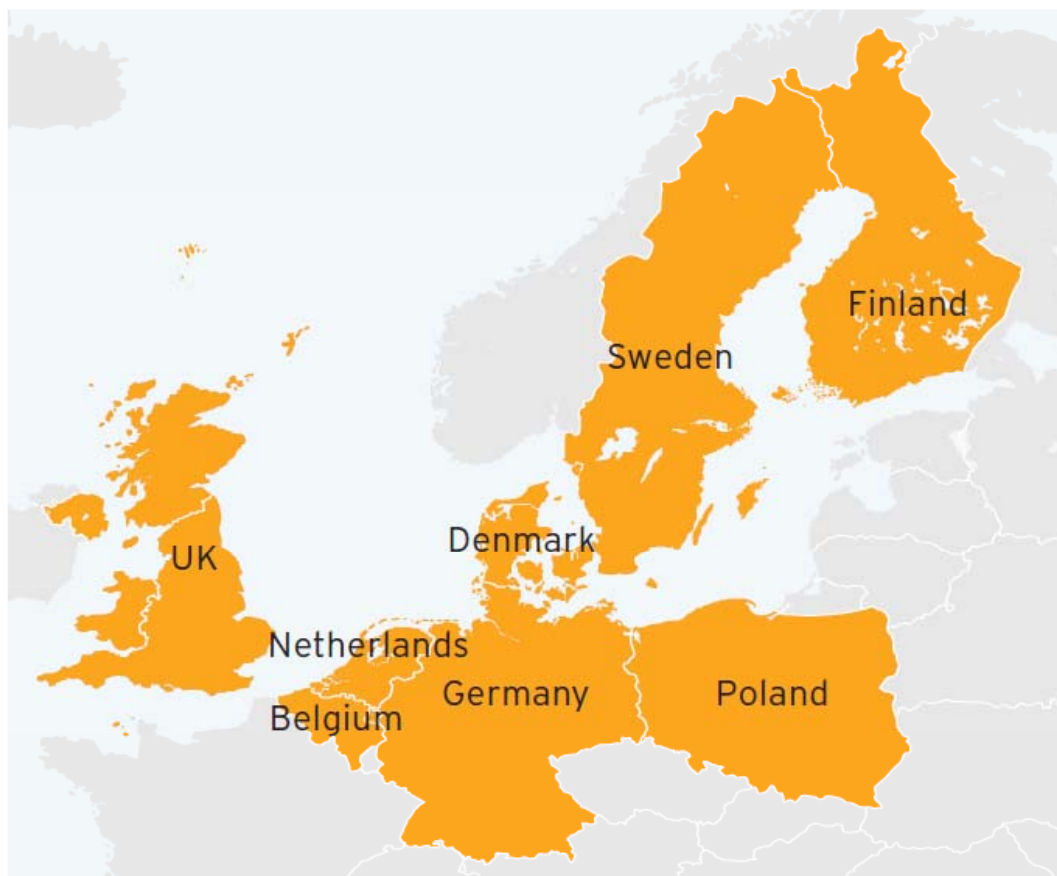 Finland
Sweden
Denmark
UK
Netherlands
Germany
Poland
Belgium